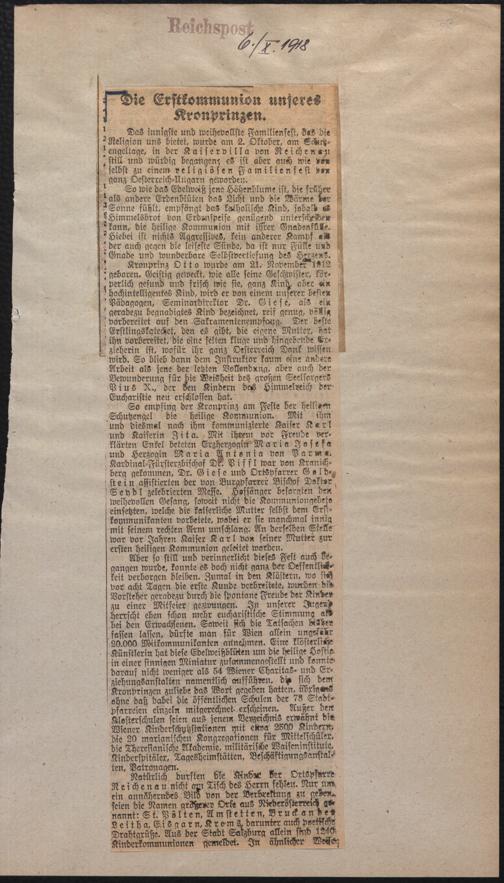 Reichspost
6./X. 1918
Die Erstkommunion unseres
Kronprinzen.
Das innigste und weihevollste Familienfest, das die
Religion uns bietet, wurde am 2. Oktober, am Schutz-
engeltage, in der Kaiservilla von Reichenau
still und würdig begangen, es ist aber auch wie von
selbst zu einem religiösen Familienfest von
ganz Oesterreich-Ungarn geworden.
So wie das Edelweiß jene Höhenblume ist, die früher
als andere Erdenblüten das Licht und die Wärme der
Sonne fühlt, empfängt das katholische Kind, sobald es
Himmelsbrot von Erdenspeise genügend unterscheiden
kann, die heilige Kommunion mit ihrer Gnadenfülle.
Hiebei ist nichts Aggressives, kein anderer Kampf als
der auch gegen die leiseste Sünde, da ist nur Fülle und
Gnade und wunderbare Selbstvertiefung des Herzens.
Kronprinz Otto wurde am 21. November 1912
geboren. Geistig geweckt, wie alle seine Geschwister, kör-
perlich gesund und frisch wie sie, ganz Kind, aber ein
hochintelligentes Kind, wird er von einem unserer besten
Pädagogen, Seminardirektor Dr. Giese, als ein
geradezu begnadigtes Kind bezeichnet, reif genug, völlig
vorbereitet auf den Sakramentenempfang. Der beste
Erstlingskatechet, den es gibt, die eigene Mutter, hat
ihn vorbereitet, die eine selten kluge und hingebende Er-
zieherin ist, wofür ihr ganz Oesterreich Dank wissen
wird. So blieb dann dem Instruktor kaum eine andere
Arbeit als jene der letzten Vollendung, aber auch der
Bewunderung für die Weisheit des großen Seelsorgers
Pius X., der den Kindern das Himmelreich der
Eucharistie neu erschlossen hat.
So empfing der Kronprinz am Feste der heiligen
Schutzengel die heilige Kommunion. Mit ihm
und diesmal nach ihm kommunizierte Kaiser Karl
und Kaiserin Zita. Mit ihrem vor Freude ver-
klärten Enkel beteten Erzherzogin Maria Josefa
und Herzogin Maria Antonia von Parma.
Kardinal-Fürsterzbischof Dr. Piffl war von Kranich-
berg gekommen, Dr. Giese und Ortspfarrer Gold-
stein assistierten der von Burgpfarrer Bischof Doktor
Seydl zelebrierten Messe. Hofsänger besorgten den
weihevollen Gesang, soweit nicht die Kommuniongebete
einsetzten, welche die kaiserliche Mutter selbst dem Erst-
kommunikanten vorbetete, wobei er sie manchmal innig
mit seinem rechten Arm umschlang. An derselben Stelle
war vor Jahren Kaiser Karl von seiner Mutter zur
ersten heiligen Kommunion geleitet worden.
Aber so still und verinnerlicht dieses Fest auch be-
gangen wurde, konnte es doch nicht ganz der Oeffentlich-
keit verborgen bleiben. Zumal in den Klöstern, wo sich
vor acht Tagen die erste Kunde verbreitete, wurden die
Vorsteher geradezu durch die spontane Freude der Kinder
zu einer Mitfeier gezwungen. In unserer Jugend
herrscht eben schon mehr eucharistische Stimmung als
bei den Erwachsenen. Soweit sich die Tatsachen bisher
fassen lassen, dürfte man für Wien allein ungefähr
20.000 Mitkommunikanten annehmen. Eine klösterliche
Künstlerin hat diese Edelweißblüten um die heilige Hostie
in einer sinnigen Miniatur zusammengestellt und konnte
darauf nicht weniger als 54 Wiener Charitas- und Er-
ziehungsanstalten namentlich aufführen, die sich dem
Kronprinzen zuliebe das Wort gegeben hatten, übrigens
ohne daß dabei die öffentlichen Schulen der 78 Stadt-
pfarreien einzeln mitgerechnet erscheinen. Außer den
Klosterschulen seien aus jenem Verzeichnis erwähnt die
Wiener Kinderschutzstationen mit etwa 2500 Kindern,
die 20 marianischen Kongregationen für Mittelschüler,
die Theresianische Akademie, militärische Waiseninstitute,
Kinderspitäler, Tagesheimstätten, Beschäftigungsanstal-
ten, Patronagen.
Natürlich durften die Kinder der Ortspfarre
Reichenau nicht am Tisch des Herrn fehlen. Nur um
ein annäherndes Bild von der Verbreitung zu geben,
seien die Namen größerer Orte aus Niederösterreich ge-
nannt: St. Pölten, Amstetten, Bruck an der
Leitha, Eisgarn, Krems, darunter auch poetische
Drahtgrüße. Aus der Stadt Salzburg allein sind 1240
Kinderkommunionen gemeldet. In ähnlicher Weise